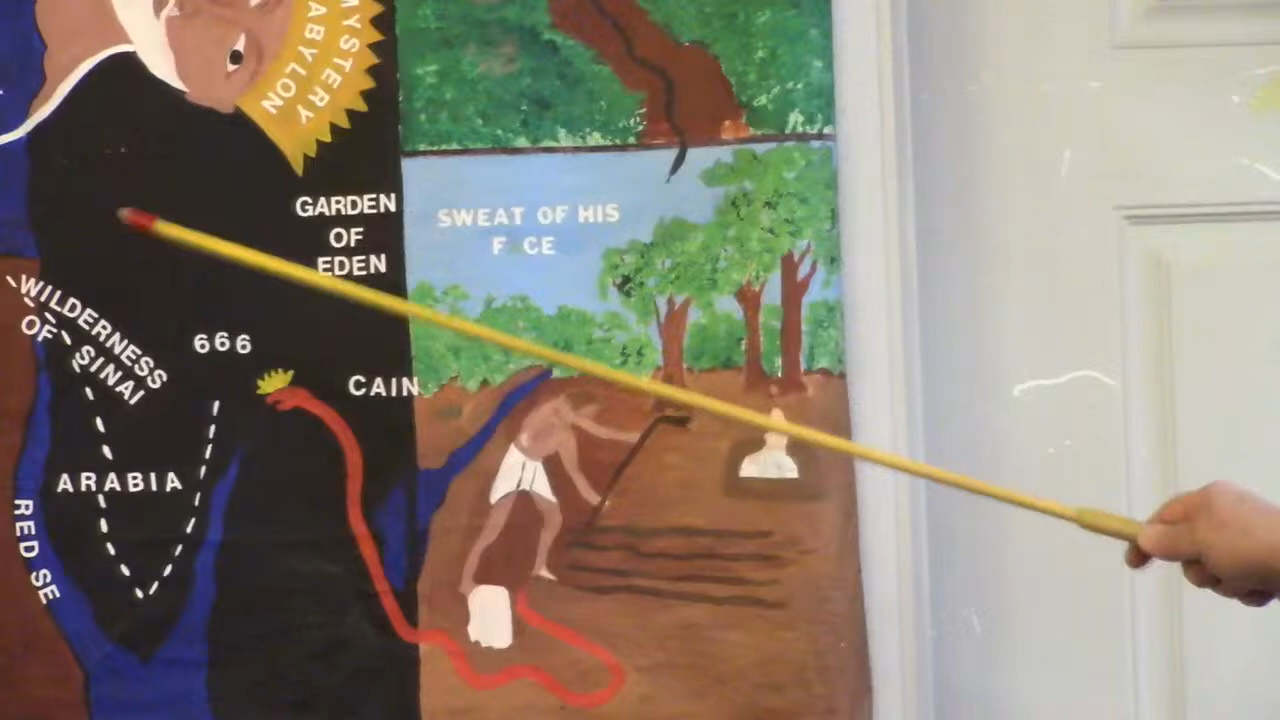 MYSTERY
BABYLON
GARDEN
OF
EDEN
SWEAT OF HIS
F CE
WILDERNESS
OF SINAI
666
CAIN
ARABIA
RED SE